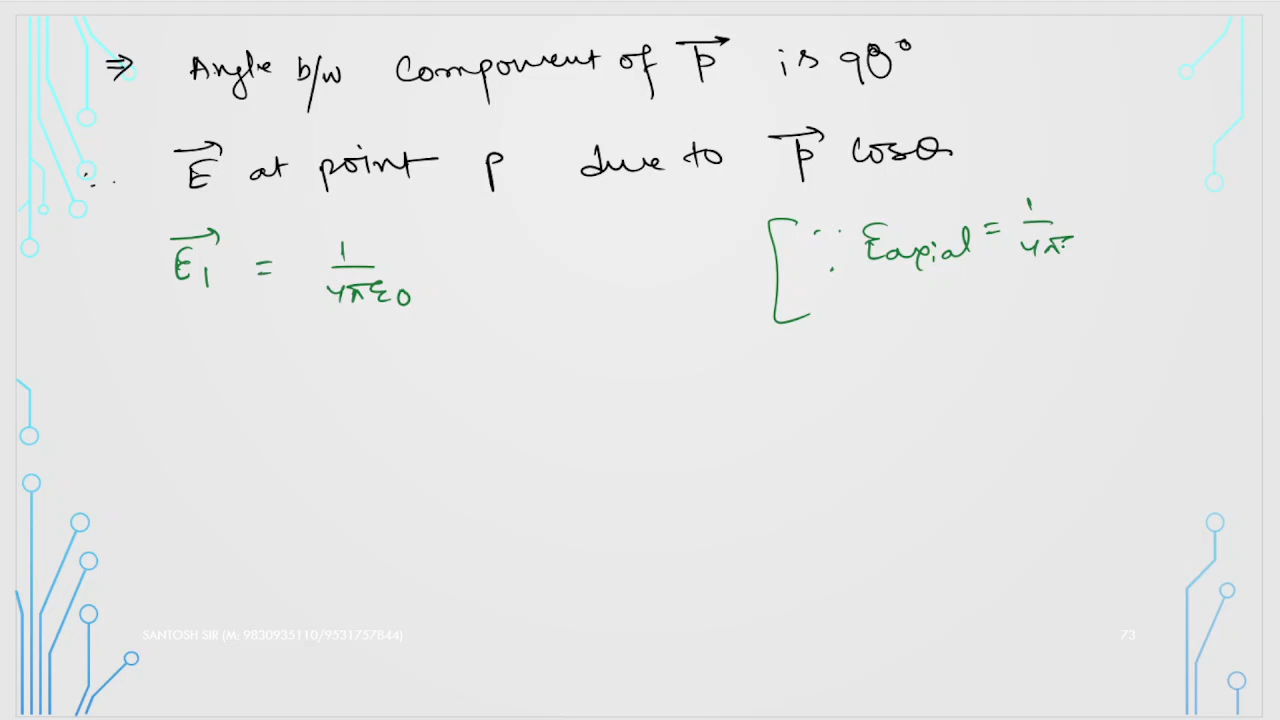 ⇒ Angle b/w Component of p⃗ is 90°
∴ E⃗ at point P due to p⃗ cosθ
E⃗₁ = 1/4πε0
[∵ Eaxial = 1/4π
SANTOSH SIR (M: 9830935110/9531757844)
73